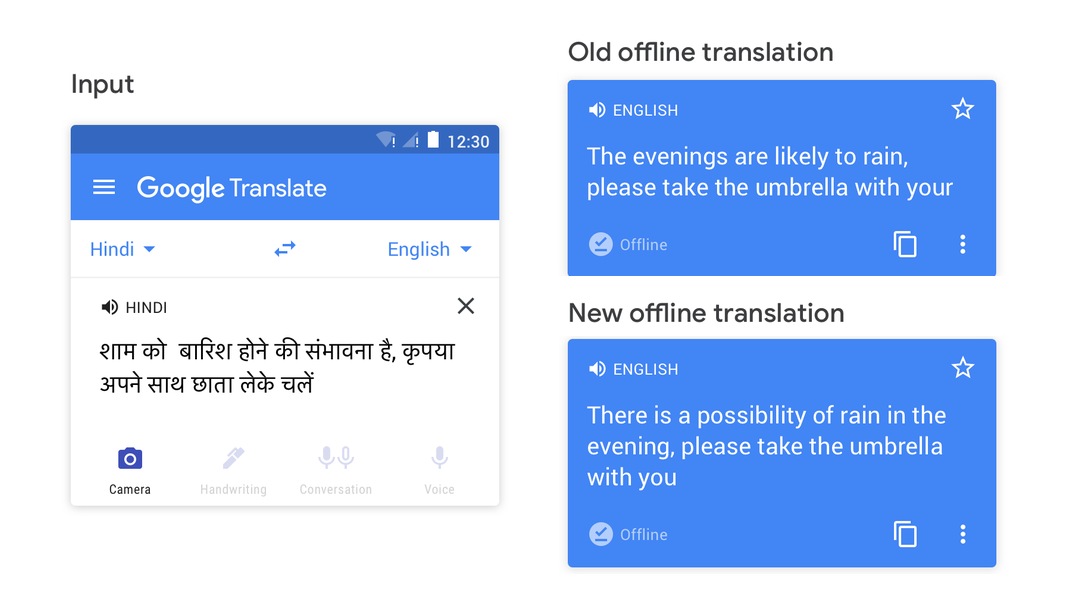 Input
12:30
Google Translate
Hindi
English
HINDI
शाम को बारिश होने की संभावना है, कृपया
अपने साथ छाता लेके चलें
Camera
Handwriting
Conversation
Voice
Old offline translation
ENGLISH
The evenings are likely to rain,
please take the umbrella with your
Offline
New offline translation
ENGLISH
There is a possibility of rain in the
evening, please take the umbrella
with you
Offline